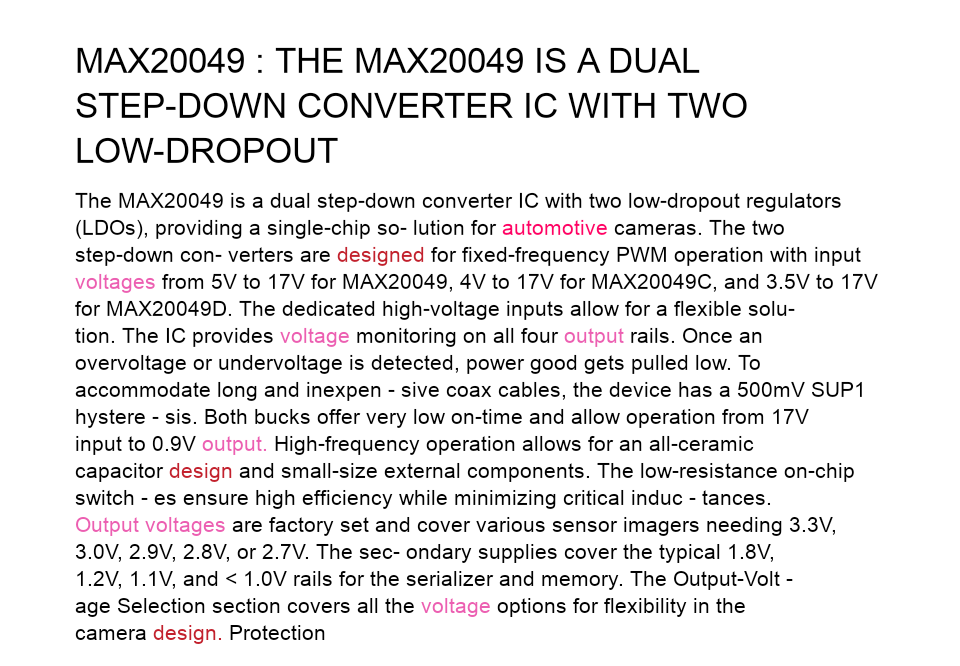 MAX20049 : THE MAX20049 IS A DUAL
STEP-DOWN CONVERTER IC WITH TWO
LOW-DROPOUT
The MAX20049 is a dual step-down converter IC with two low-dropout regulators
(LDOs), providing a single-chip so- lution for automotive cameras. The two
step-down con- verters are designed for fixed-frequency PWM operation with input
voltages from 5V to 17V for MAX20049, 4V to 17V for MAX20049C, and 3.5V to 17V
for MAX20049D. The dedicated high-voltage inputs allow for a flexible solu-
tion. The IC provides voltage monitoring on all four output rails. Once an
overvoltage or undervoltage is detected, power good gets pulled low. To
accommodate long and inexpen - sive coax cables, the device has a 500mV SUP1
hystere - sis. Both bucks offer very low on-time and allow operation from 17V
input to 0.9V output. High-frequency operation allows for an all-ceramic
capacitor design and small-size external components. The low-resistance on-chip
switch - es ensure high efficiency while minimizing critical induc - tances.
Output voltages are factory set and cover various sensor imagers needing 3.3V,
3.0V, 2.9V, 2.8V, or 2.7V. The sec- ondary supplies cover the typical 1.8V,
1.2V, 1.1V, and < 1.0V rails for the serializer and memory. The Output-Volt -
age Selection section covers all the voltage options for flexibility in the
camera design. Protection